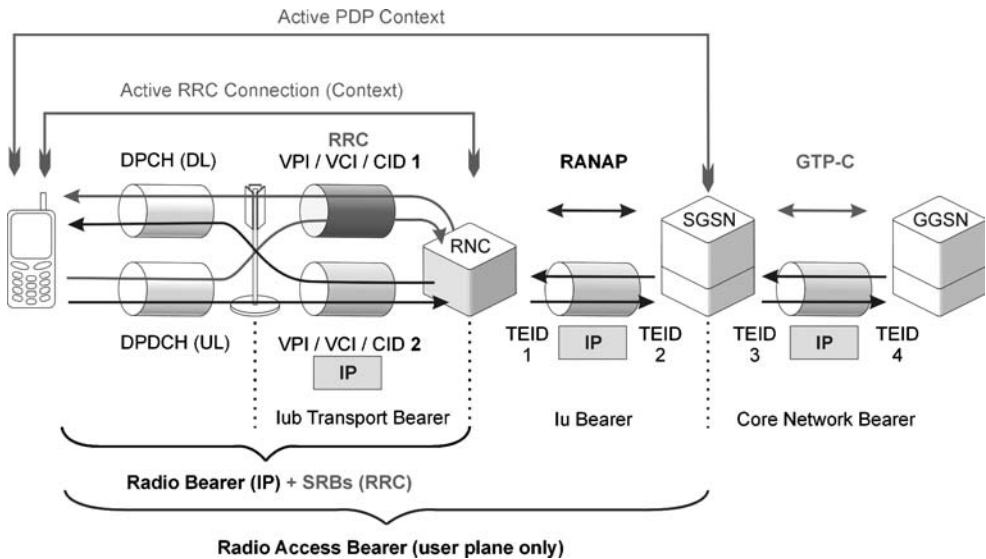 Active PDP Context
Active RRC Connection (Context)
RRC
DPCH (DL)
VPI / VCI / CID 1
RANAP
GTP-C
SGSN
GGSN
RNC
DPDCH (UL)
VPI / VCI / CID 2
IP
TEID
1
IP
TEID
2
TEID
3
IP
TEID
4
Iub Transport Bearer
Iu Bearer
Core Network Bearer
Radio Bearer (IP) + SRBs (RRC)
Radio Access Bearer (user plane only)